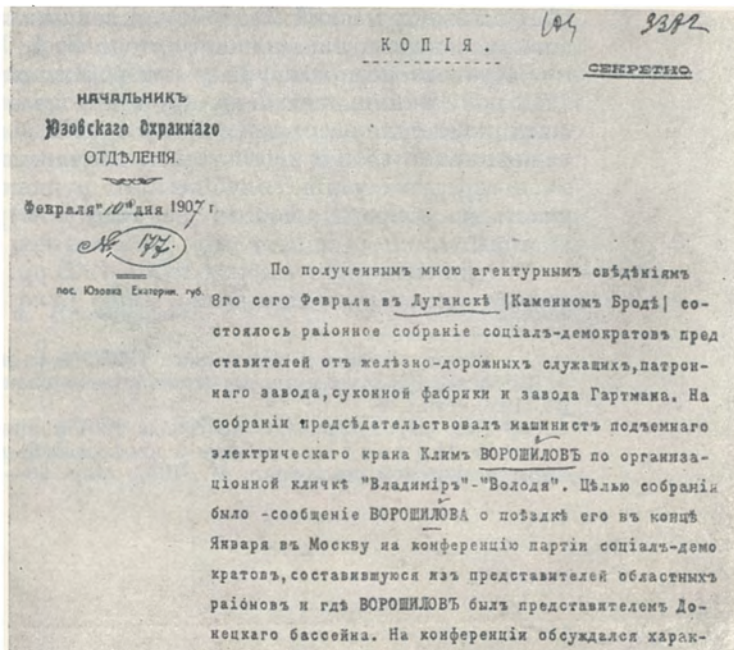 104 3372
КОПІЯ.
СЕКРЕТНО
НАЧАЛЬНИКЪ
Юзовскаго Охраннаго
ОТДѢЛЕНІЯ
Февраля "10" дня 1907 г.
№ 177.
пос. Юзовка Екатерин. губ.
По полученнымъ мною агентурнымъ свѣдѣніямъ
8го сего Февраля въ Луганскѣ |Каменномъ Бродѣ| со-
стоялось раіонное собраніе соціалъ-демократовъ пред
ставителей отъ желѣзно-дорожныхъ служащихъ,патрон-
наго завода,суконной фабрики и завода Гартмана. На
собраніи предсѣдательствовалъ машинистъ подъемнаго
электрическаго крана Климъ ВОРОШИЛОВЪ по организа-
ціонной кличкѣ "Владиміръ"-"Володя". Цѣлью собранія
было -сообщеніе ВОРОШИЛОВА о поѣздкѣ его въ концѣ
Января въ Москву на конференцію партіи соціалъ-демо
кратовъ,составившуюся изъ представителей областныхъ
раіоновъ и гдѣ ВОРОШИЛОВЪ былъ представителемъ До-
нецкаго бассейна. На конференціи обсуждался харак-